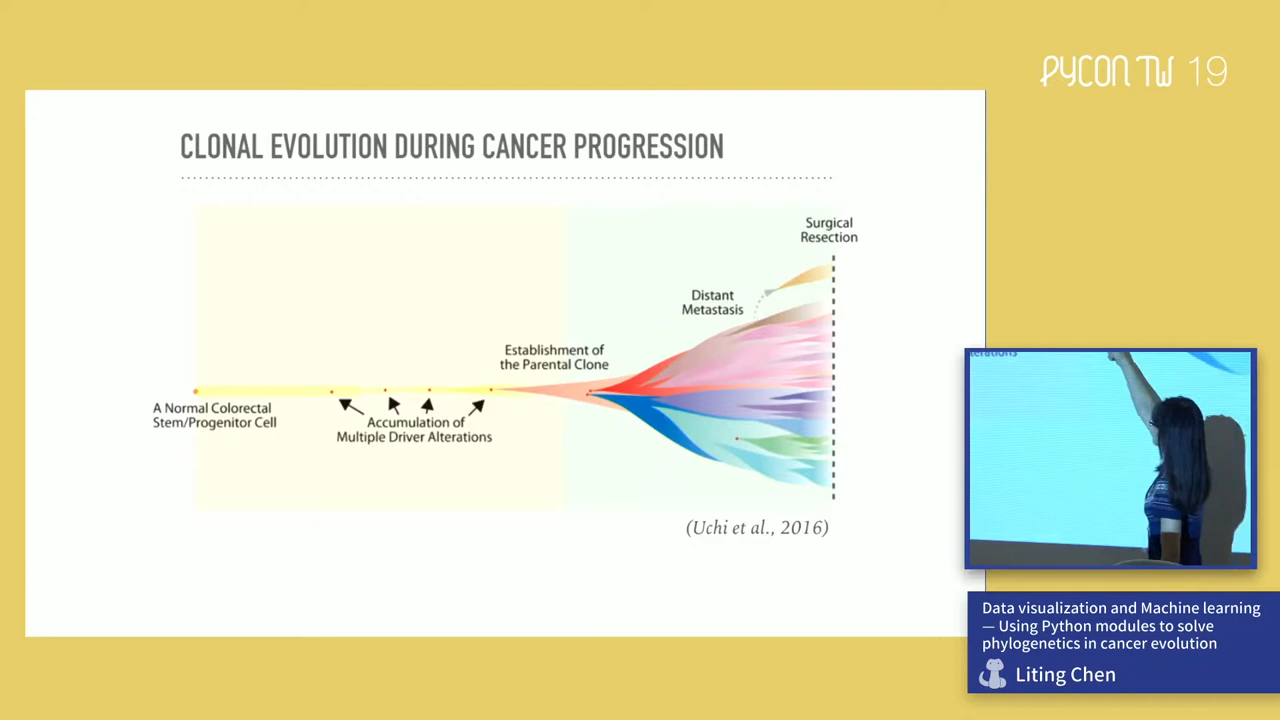 PYCON TW 19
CLONAL EVOLUTION DURING CANCER PROGRESSION
Surgical
Resection
Distant
Metastasis
Establishment of
the Parental Clone
A Normal Colorectal
Stem/Progenitor Cell
Accumulation of
Multiple Driver Alterations
(Uchi et al., 2016)
terations
Data visualization and Machine learning
— Using Python modules to solve
phylogenetics in cancer evolution
Liting Chen